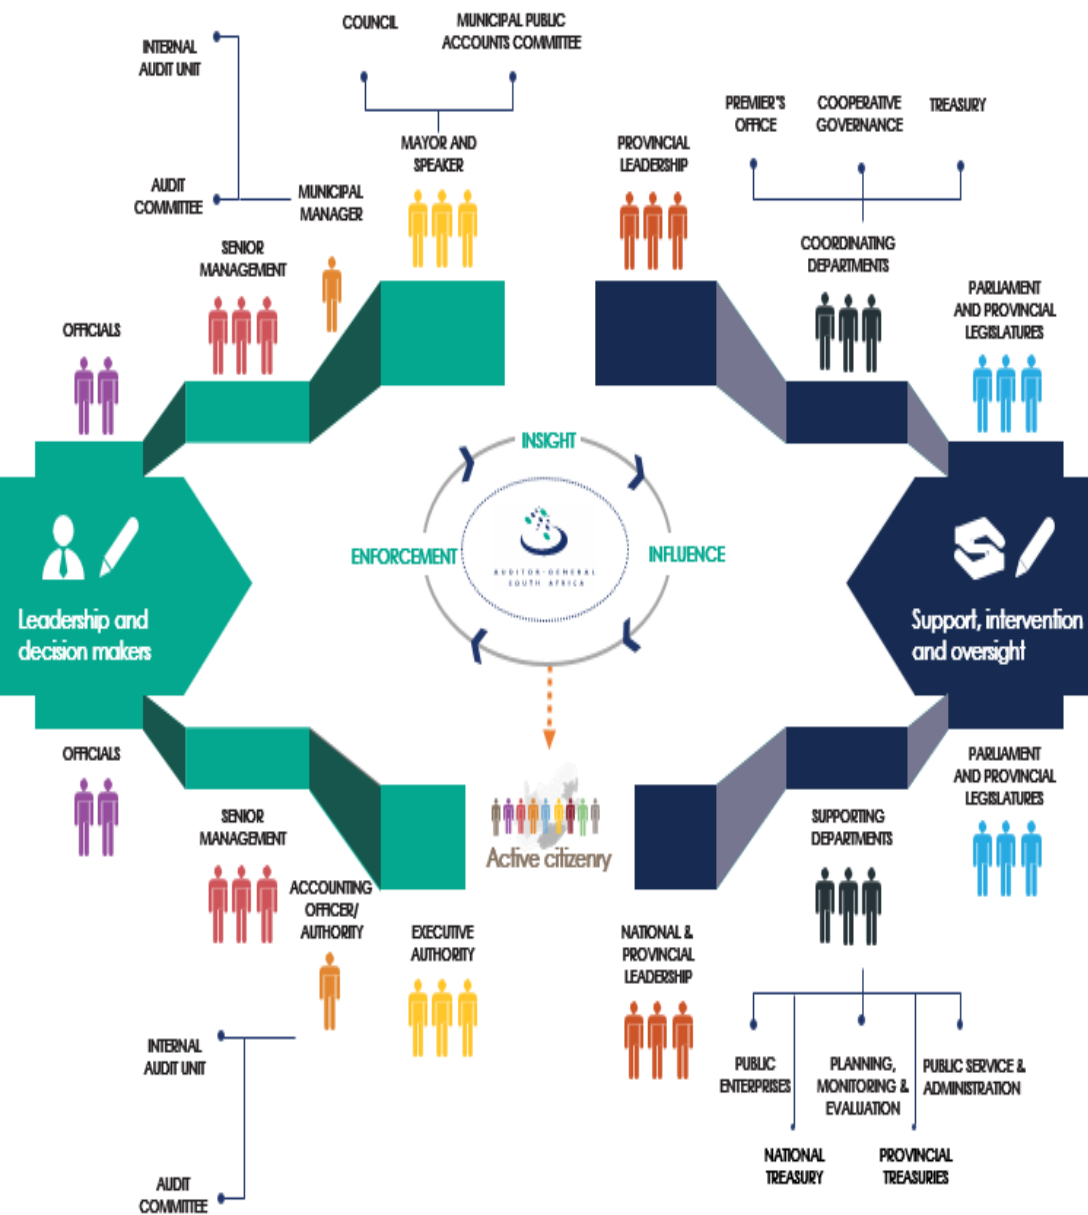 COUNCIL
MUNICIPAL PUBLIC
ACCOUNTS COMMITTEE
INTERNAL
AUDIT UNIT
PREMIER'S
OFFICE
COOPERATIVE
GOVERNANCE
TREASURY
MAYOR AND
SPEAKER
PROVINCIAL
LEADERSHIP
AUDIT
COMMITTEE
MUNICIPAL
MANAGER
SENIOR
MANAGEMENT
COORDINATING
DEPARTMENTS
PARLIAMENT
AND PROVINCIAL
LEGISLATURES
OFFICIALS
INSIGHT
ENFORCEMENT
INFLUENCE
AUDITOR-GENERAL
SOUTH AFRICA
Leadership and
decision makers
Support, intervention
and oversight
OFFICIALS
PARLIAMENT
AND PROVINCIAL
LEGISLATURES
SENIOR
MANAGEMENT
SUPPORTING
DEPARTMENTS
Active citizenry
ACCOUNTING
OFFICER/
AUTHORITY
EXECUTIVE
AUTHORITY
NATIONAL &
PROVINCIAL
LEADERSHIP
INTERNAL
AUDIT UNIT
PUBLIC
ENTERPRISES
PLANNING,
MONITORING &
EVALUATION
PUBLIC SERVICE &
ADMINISTRATION
NATIONAL
TREASURY
PROVINCIAL
TREASURIES
AUDIT
COMMITTEE